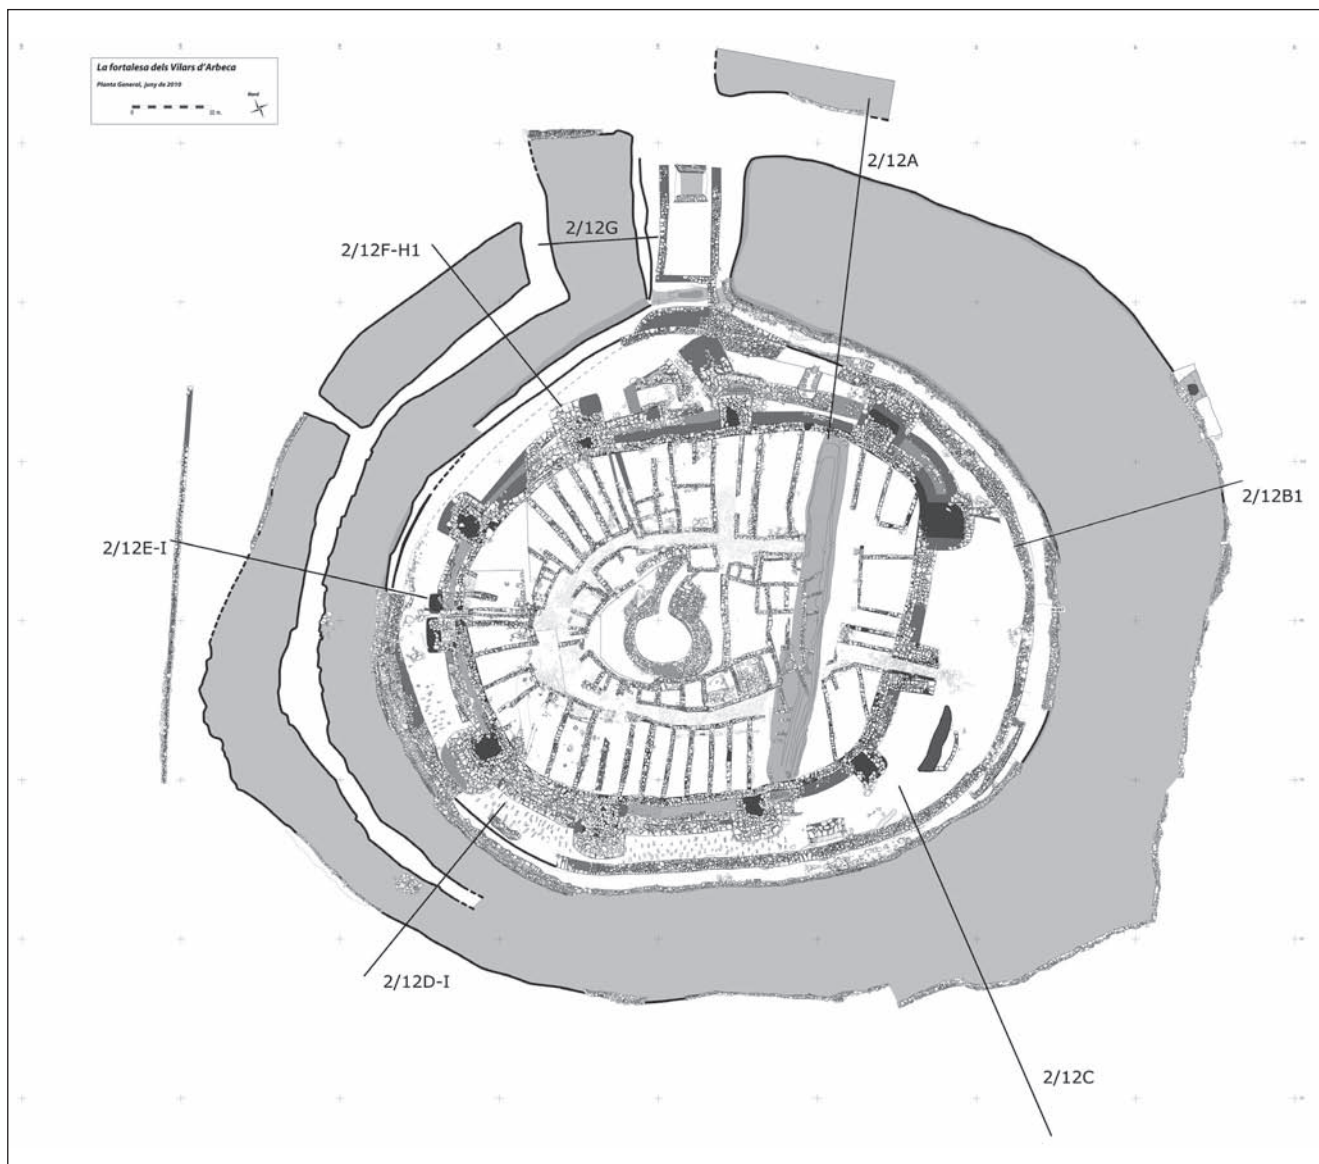 La fortalesa dels Vilars d'Arbeca
Planta General, juny de 2010
Nord
0
2/12A
2/12G
2/12F-H1
2/12B1
2/12E-I
2/12D-I
2/12C